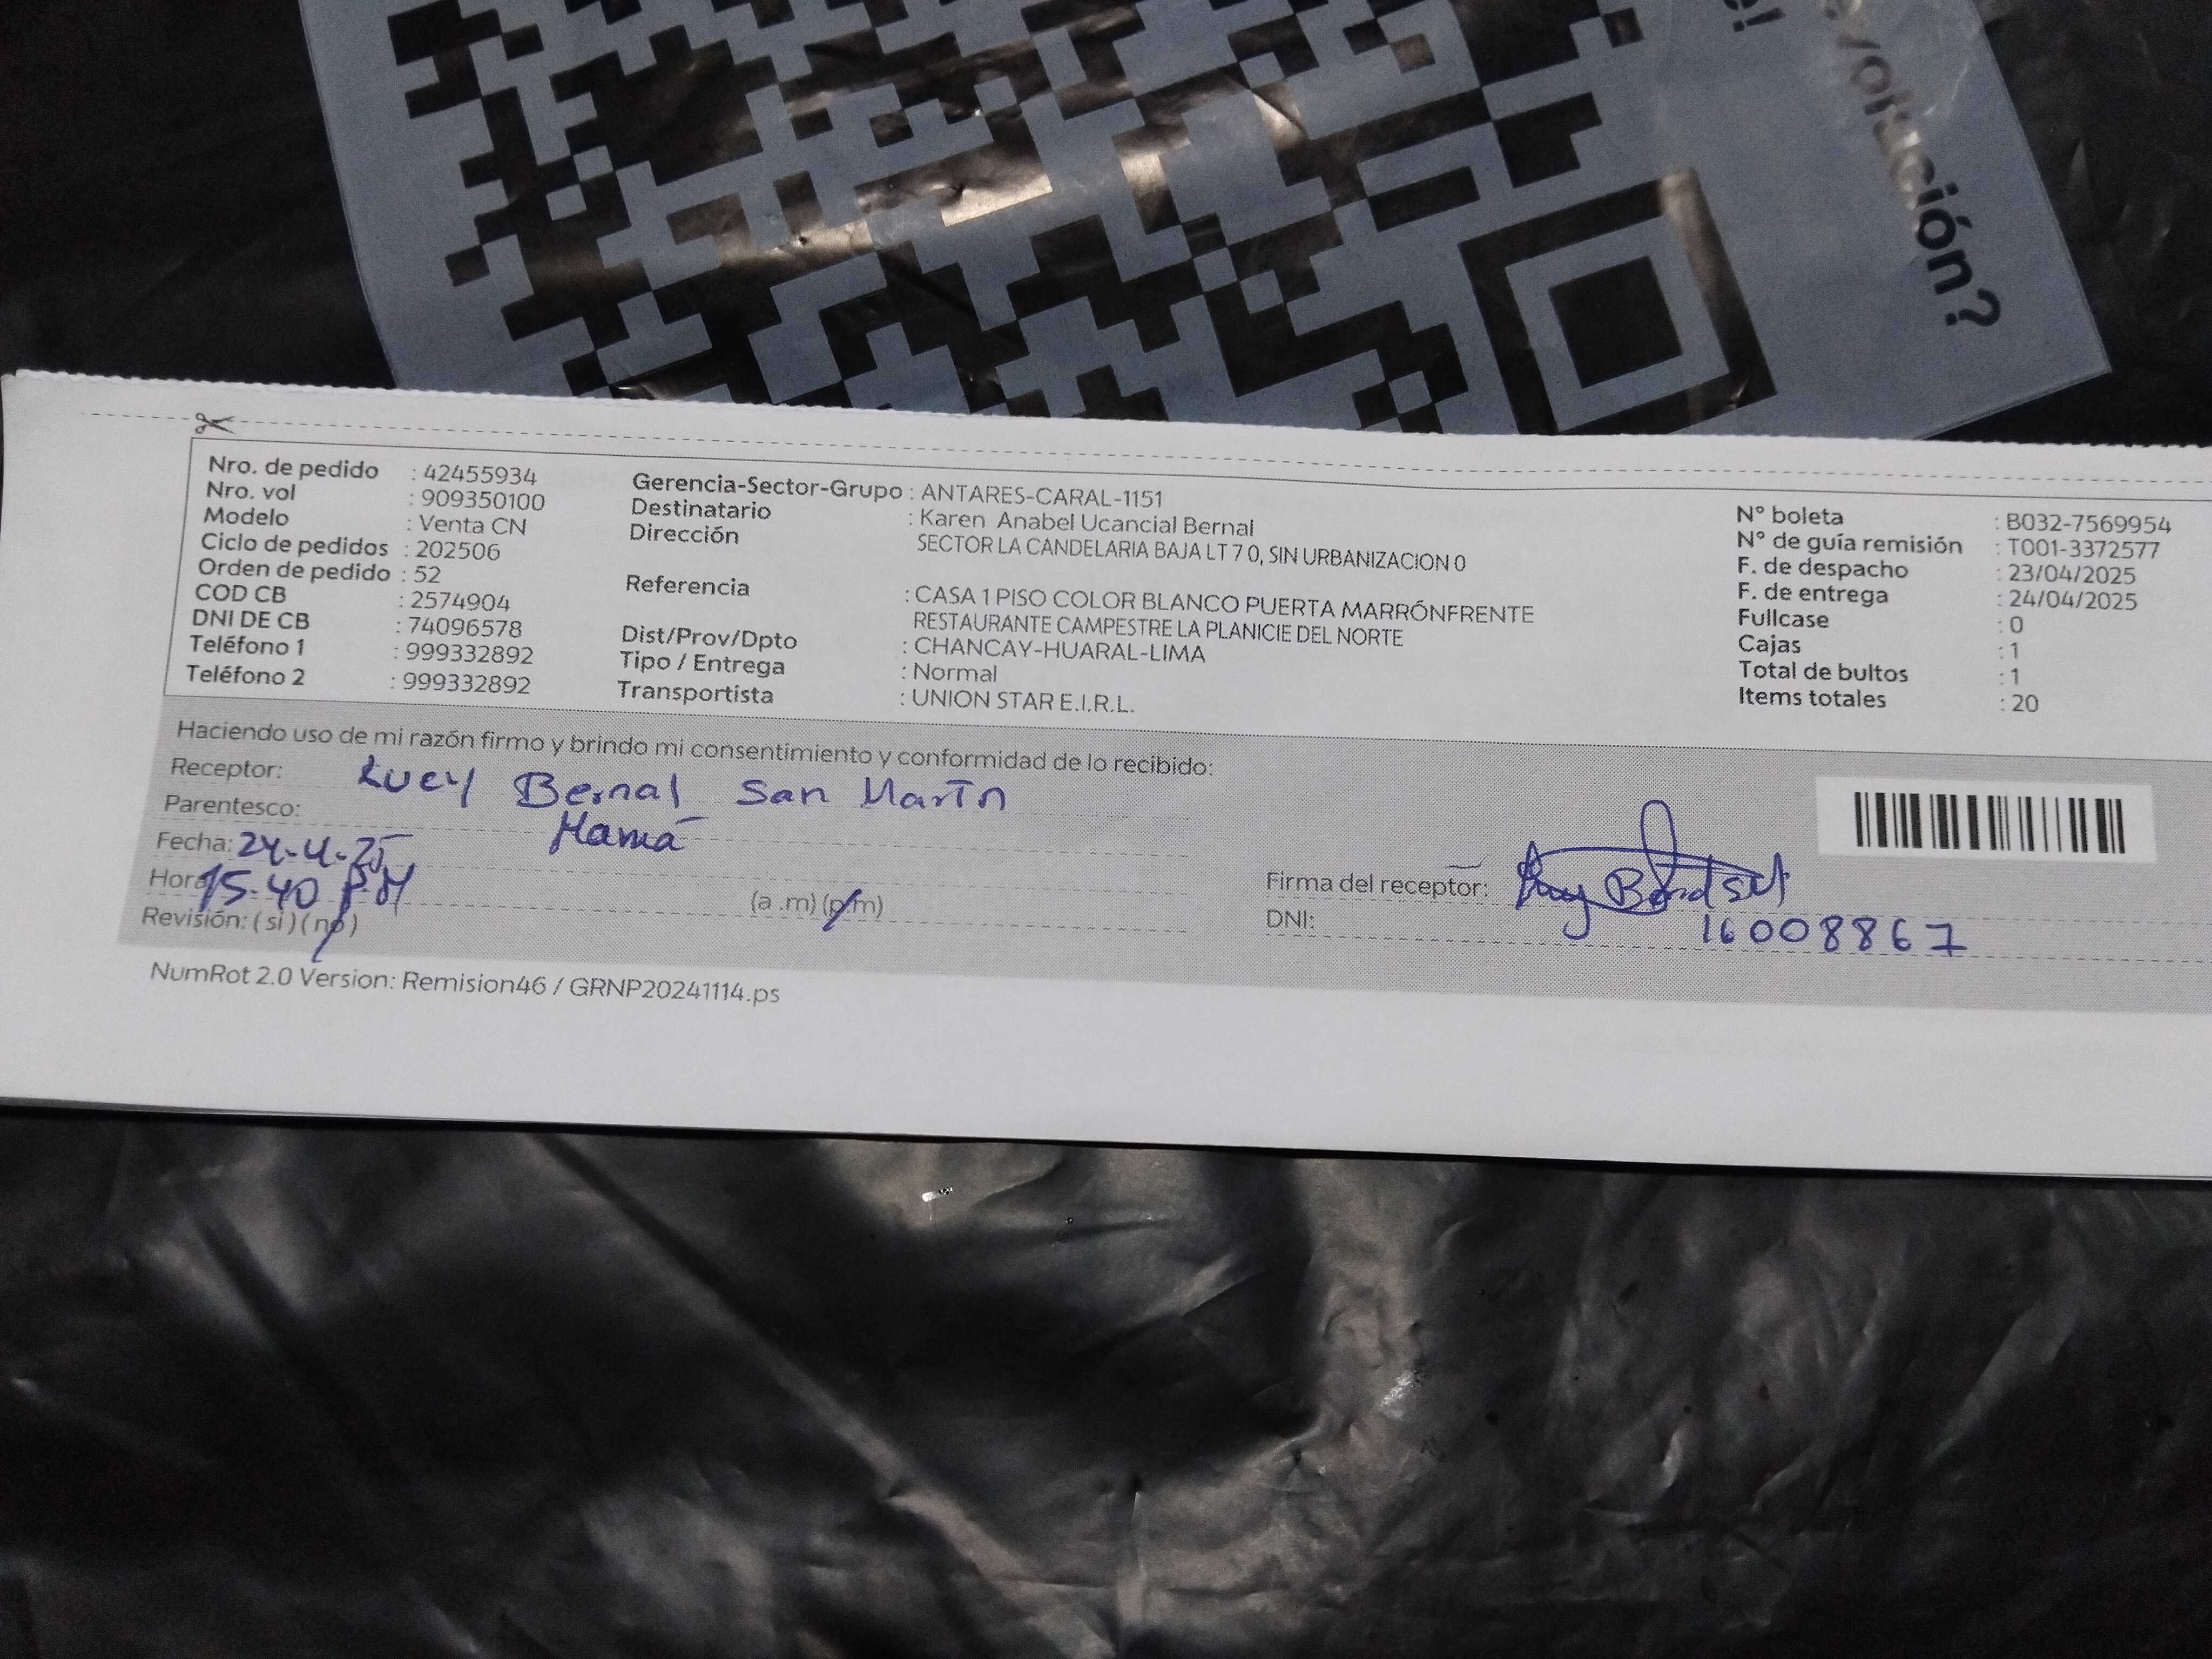 evolución?
Nro. de pedido : 42455934
Nro. vol : 909350100
Modelo : Venta CN
Ciclo de pedidos : 202506
Orden de pedido : 52
COD CB : 2574904
DNI DE CB : 74096578
Teléfono 1 : 999332892
Teléfono 2 : 999332892
Gerencia-Sector-Grupo : ANTARES-CARAL-1151
Destinatario : Karen Anabel Ucancial Bernal
Dirección SECTOR LA CANDELARIA BAJA LT 7 0, SIN URBANIZACION 0
Referencia : CASA 1 PISO COLOR BLANCO PUERTA MARRÓNFRENTE
RESTAURANTE CAMPESTRE LA PLANICIE DEL NORTE
Dist/Prov/Dpto : CHANCAY-HUARAL-LIMA
Tipo / Entrega : Normal
Transportista : UNION STAR E.I.R.L.
N° boleta : B032-7569954
N° de guía remisión : T001-3372577
F. de despacho : 23/04/2025
F. de entrega : 24/04/2025
Fullcase : 0
Cajas : 1
Total de bultos : 1
Items totales : 20
Haciendo uso de mi razón firmo y brindo mi consentimiento y conformidad de lo recibido:
Receptor: Lucy Bernal San Martín
Parentesco: Mamá
Fecha: 24-4-25
Hora 15-40 P.M (a .m) (p.m)
Revisión: ( si ) ( no )
Firma del receptor:
DNI: 16008867
NumRot 2.0 Version: Remision46 / GRNP20241114.ps